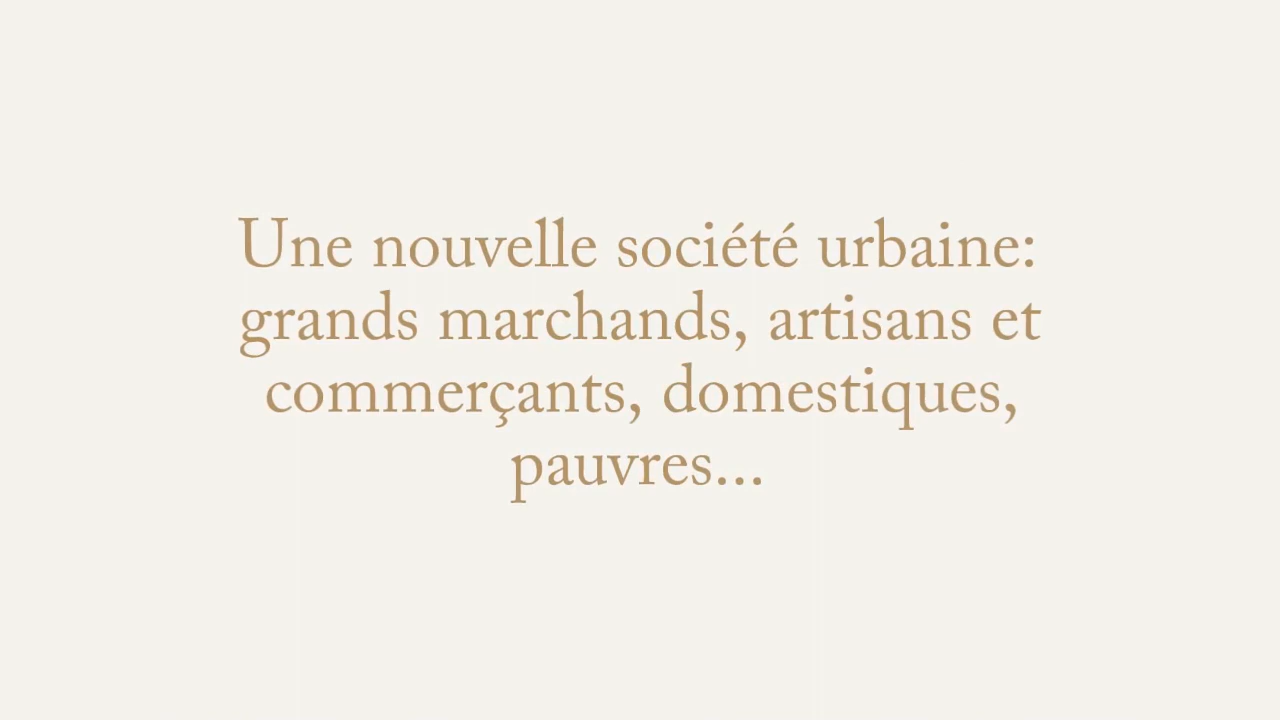 Une nouvelle société urbaine:
grands marchands, artisans et
commerçants, domestiques,
pauvres...